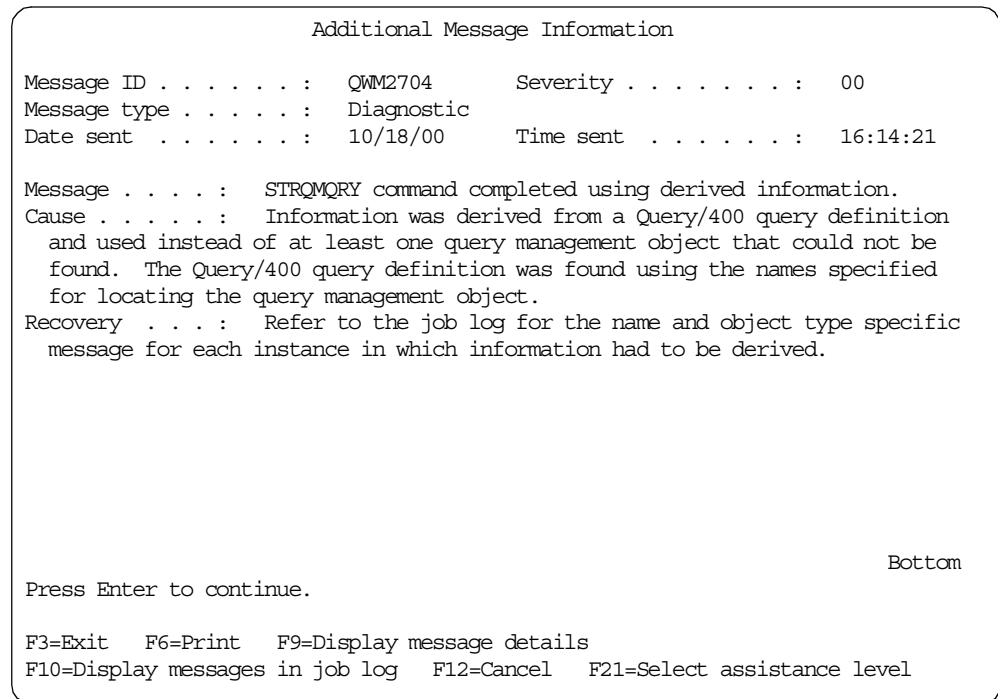 Additional Message Information
Message ID . . . . . . :   QWM2704      Severity . . . . . . . :   00
Message type . . . . . :   Diagnostic
Date sent  . . . . . . :   10/18/00      Time sent  . . . . . . :   16:14:21
Message . . . . :    STRQMQRY command completed using derived information.
Cause . . . . . :    Information was derived from a Query/400 query definition
and used instead of at least one query management object that could not be
found.  The Query/400 query definition was found using the names specified
for locating the query management object.
Recovery  . . . :    Refer to the job log for the name and object type specific
message for each instance in which information had to be derived.
Bottom
Press Enter to continue.
F3=Exit   F6=Print   F9=Display message details
F10=Display messages in job log   F12=Cancel   F21=Select assistance level